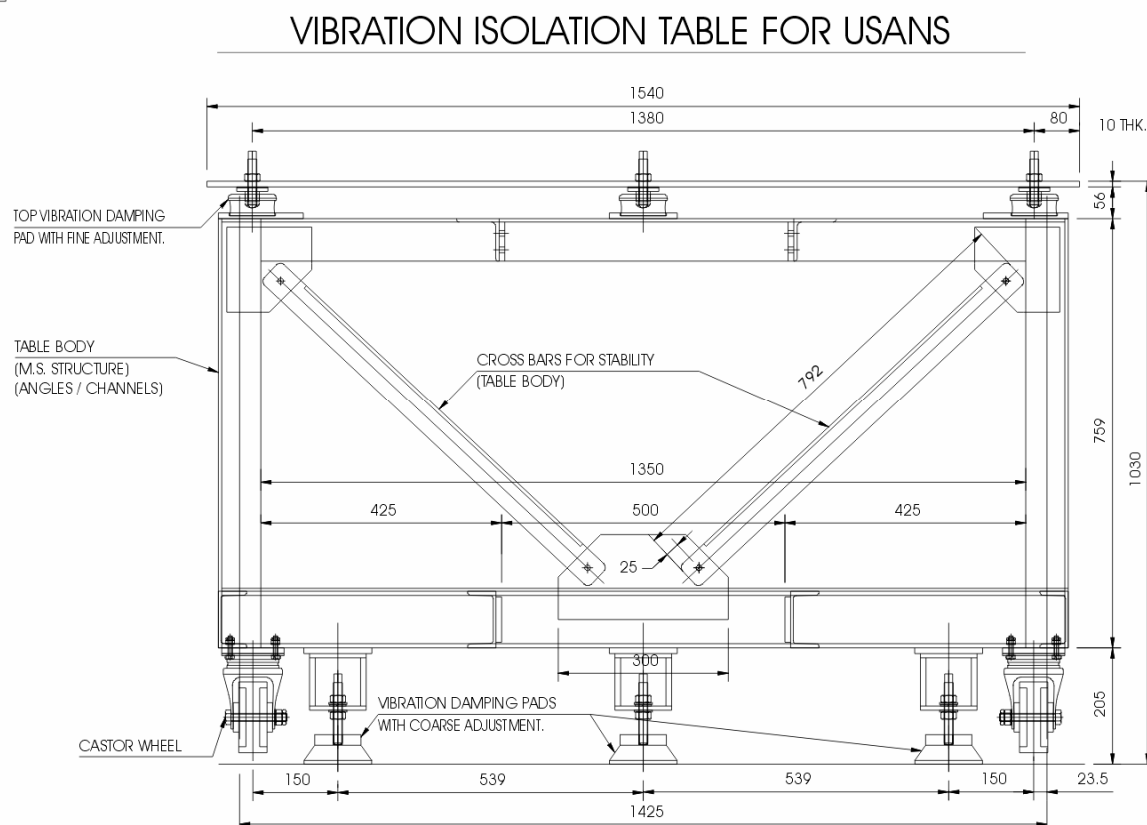 VIBRATION ISOLATION TABLE FOR USANS
1540
1380
80
10 THK.
56
TOP VIBRATION DAMPING
PAD WITH FINE ADJUSTMENT.
TABLE BODY
(M.S. STRUCTURE)
(ANGLES / CHANNELS)
CROSS BARS FOR STABILITY
(TABLE BODY)
792
759
1030
1350
425
500
425
25
300
205
VIBRATION DAMPING PADS
WITH COARSE ADJUSTMENT.
CASTOR WHEEL
150
539
539
150
23.5
1425